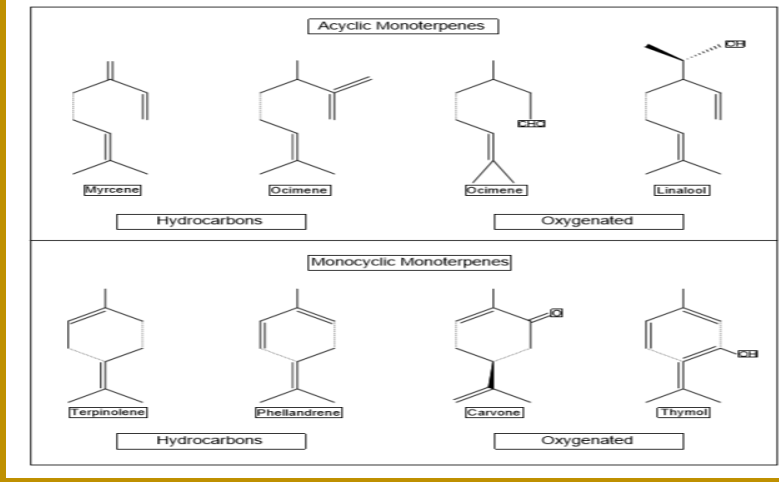 Acyclic Monoterpenes
OH
CHO
Myrcene
Ocimene
Ocimene
Linalool
Hydrocarbons
Oxygenated
Monocyclic Monoterpenes
O
OH
Terpinolene
Phellandrene
Carvone
Thymol
Hydrocarbons
Oxygenated